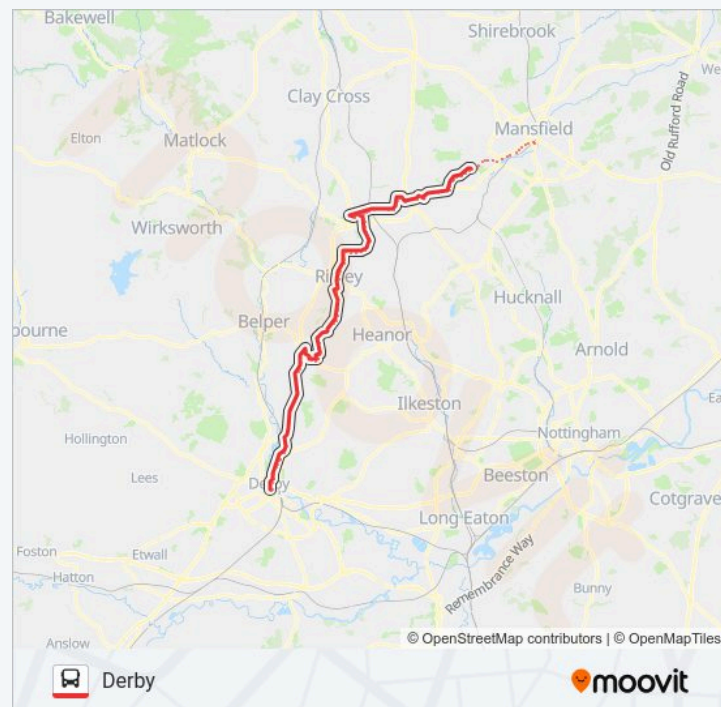 Bakewell
Shirebrook
Clay Cross
Old Rufford Road
Mansfield
Elton
Matlock
Wirksworth
Hucknall
Belper
Heanor
bourne
Arnold
Ilkeston
Hollington
Nottingham
Lees
Derby
Beeston
Cotgrave
Long Eaton
Foston
Etwall
Hatton
Remembrance Way
Bunny
Anslow
© OpenStreetMap contributors | © OpenMapTiles
Derby
moovit